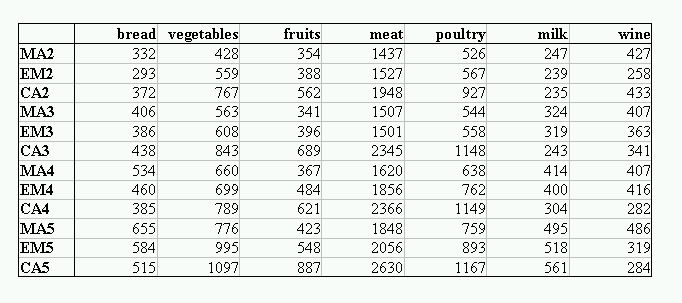 bread vegetables fruits meat poultry milk wine
MA2 332 428 354 1437 526 247 427
EM2 293 559 388 1527 567 239 258
CA2 372 767 562 1948 927 235 433
MA3 406 563 341 1507 544 324 407
EM3 386 608 396 1501 558 319 363
CA3 438 843 689 2345 1148 243 341
MA4 534 660 367 1620 638 414 407
EM4 460 699 484 1856 762 400 416
CA4 385 789 621 2366 1149 304 282
MA5 655 776 423 1848 759 495 486
EM5 584 995 548 2056 893 518 319
CA5 515 1097 887 2630 1167 561 284